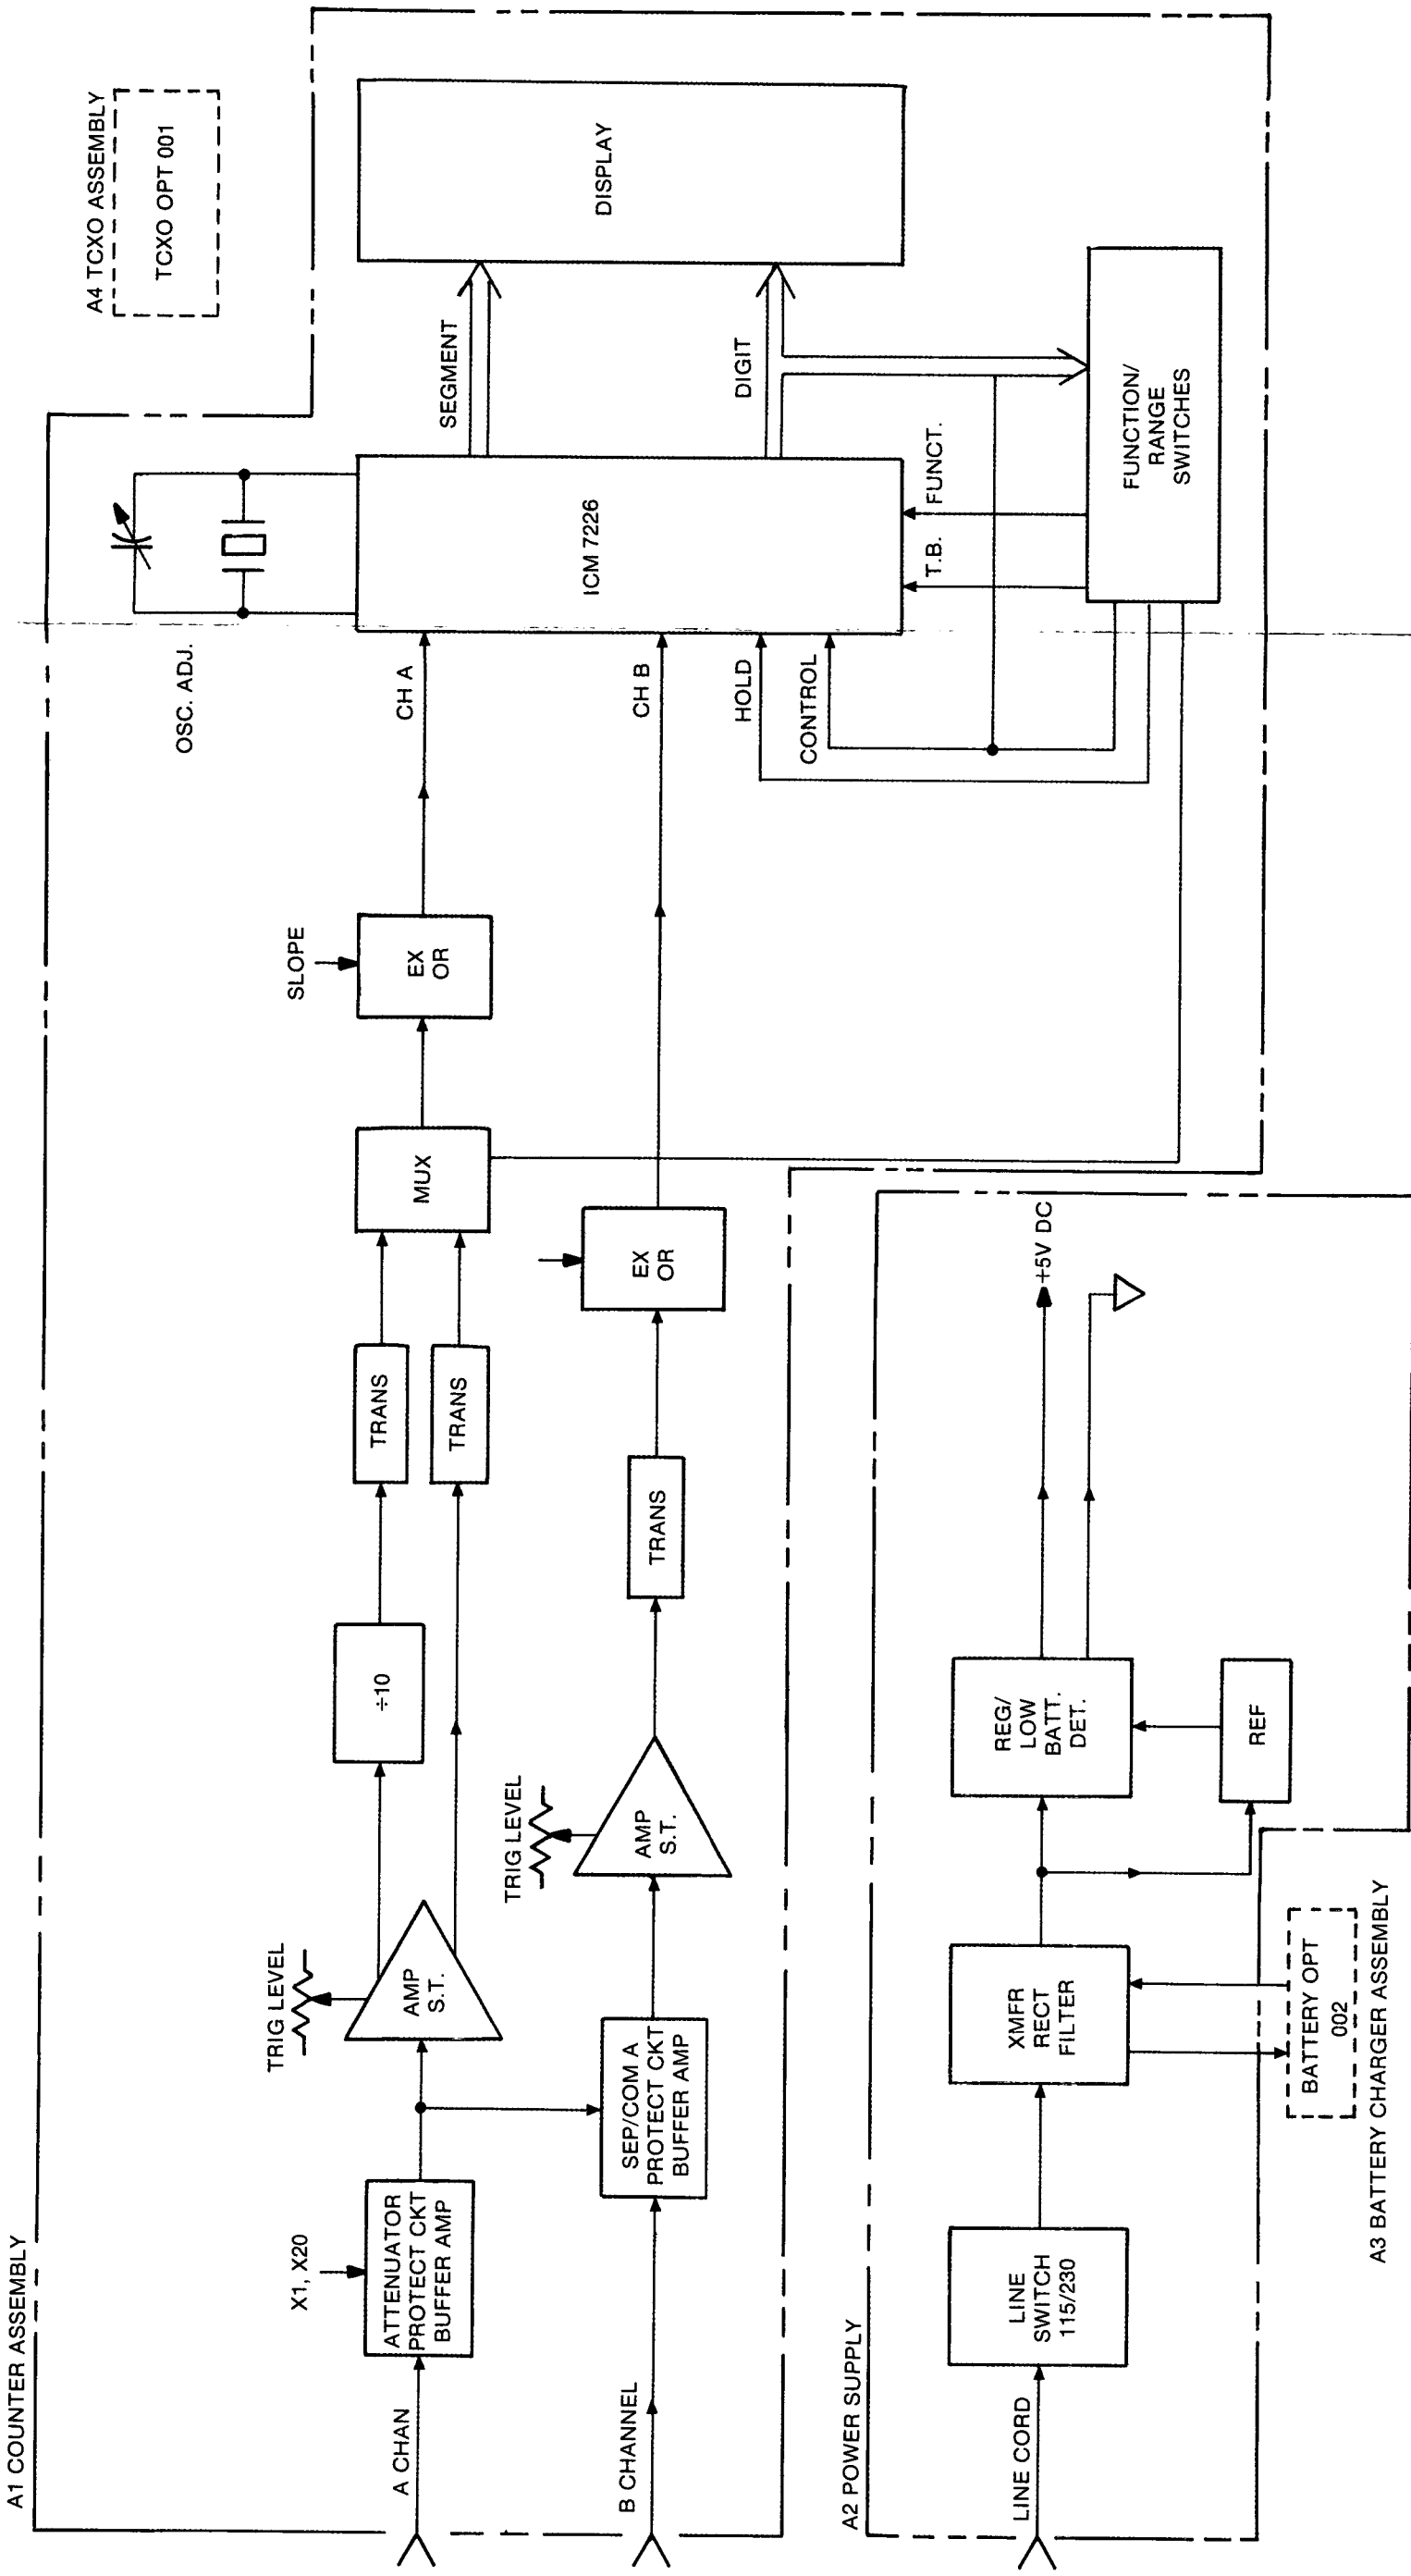 A1 COUNTER ASSEMBLY
A4 TCXO ASSEMBLY
TCXO OPT 001
OSC. ADJ.
X1, X20
A CHAN
ATTENUATOR
PROTECT CKT
BUFFER AMP
TRIG LEVEL
AMP
S.T.
÷10
TRANS
TRANS
MUX
SLOPE
EX
OR
CH A
ICM 7226
SEGMENT
DIGIT
DISPLAY
B CHANNEL
SEP/COM A
PROTECT CKT
BUFFER AMP
TRIG LEVEL
AMP
S.T.
TRANS
EX
OR
CH B
HOLD
CONTROL
T.B.
FUNCT.
FUNCTION/
RANGE
SWITCHES
A2 POWER SUPPLY
LINE CORD
LINE
SWITCH
115/230
XMFR
RECT
FILTER
REG/
LOW
BATT.
DET.
+5V DC
REF
BATTERY OPT
002
A3 BATTERY CHARGER ASSEMBLY